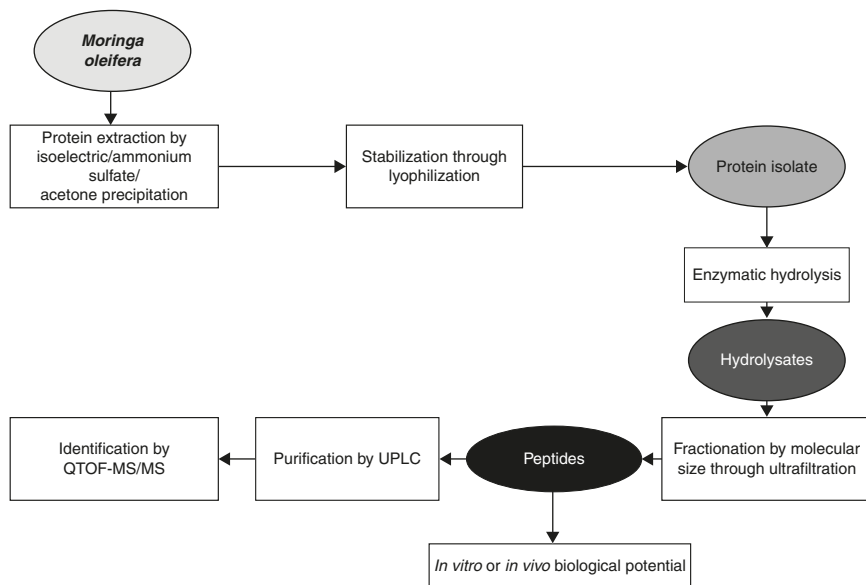 Moringa
oleifera
Protein extraction by
isoelectric/ammonium
sulfate/
acetone precipitation
Stabilization through
lyophilization
Protein isolate
Enzymatic hydrolysis
Hydrolysates
Fractionation by molecular
size through ultrafiltration
Peptides
Purification by UPLC
Identification by
QTOF-MS/MS
In vitro or in vivo biological potential